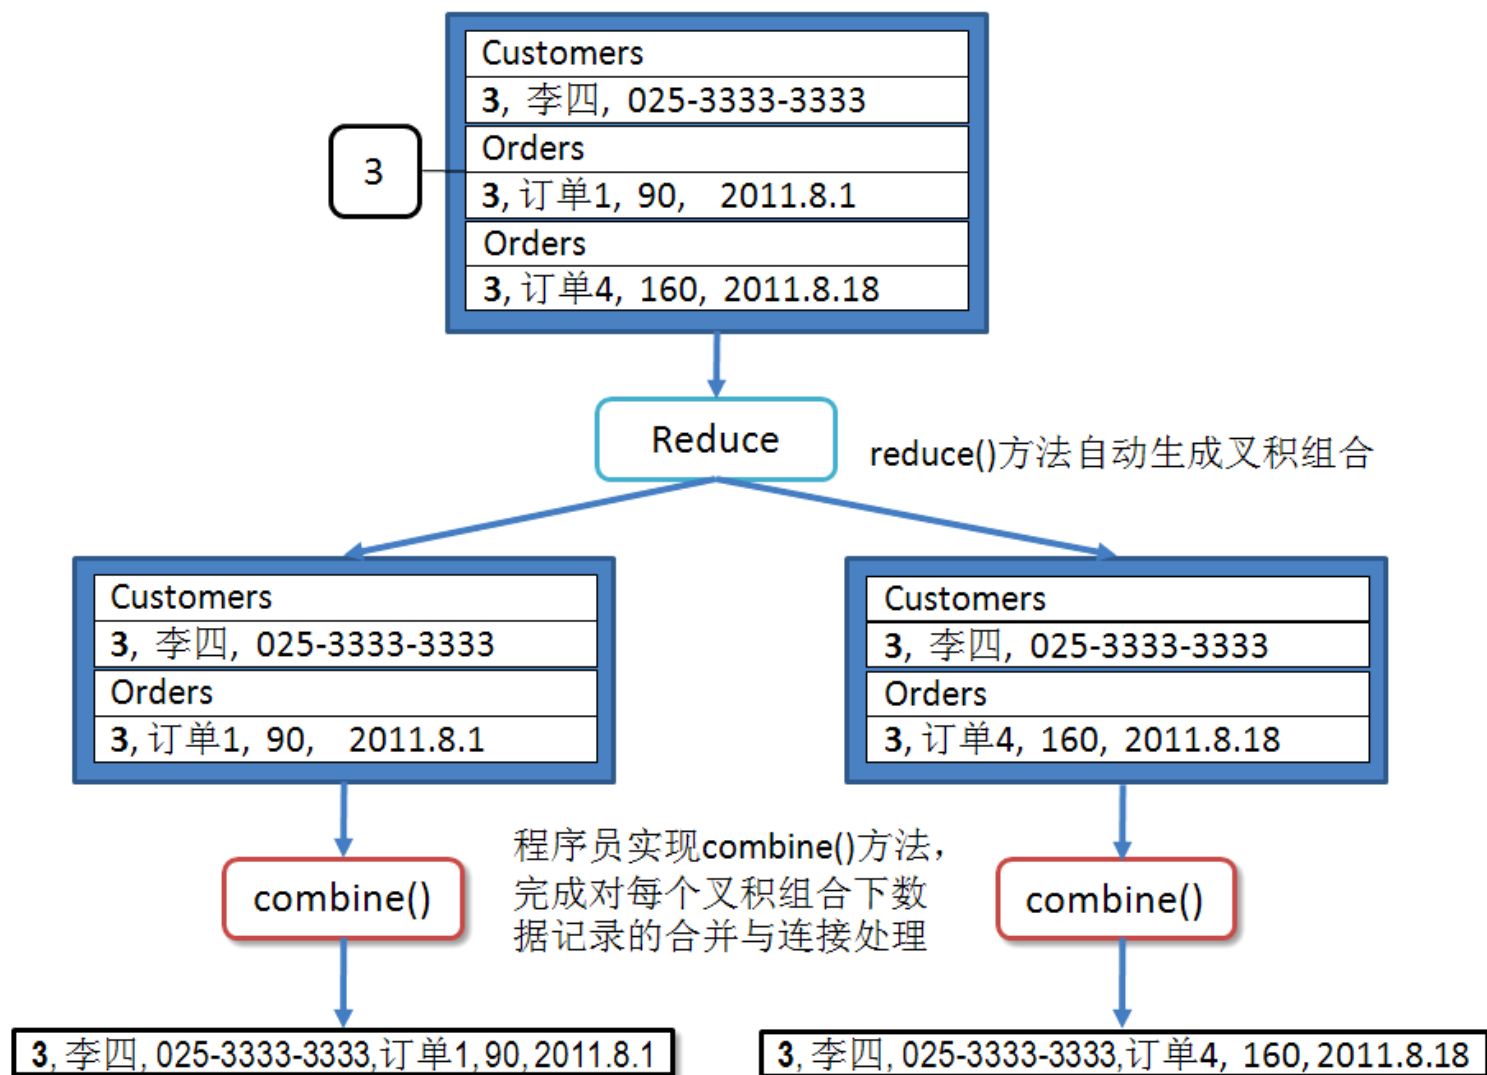 Customers
3, 李四, 025-3333-3333
Orders
3
3, 订单1, 90, 2011.8.1
Orders
3, 订单4, 160, 2011.8.18
Reduce
reduce()方法自动生成叉积组合
Customers
3, 李四, 025-3333-3333
Orders
3, 订单1, 90, 2011.8.1
Customers
3, 李四, 025-3333-3333
Orders
3, 订单4, 160, 2011.8.18
程序员实现combine()方法，
完成对每个叉积组合下数
据记录的合并与连接处理
combine()
combine()
3, 李四, 025-3333-3333,订单1, 90, 2011.8.1
3, 李四, 025-3333-3333,订单4, 160, 2011.8.18